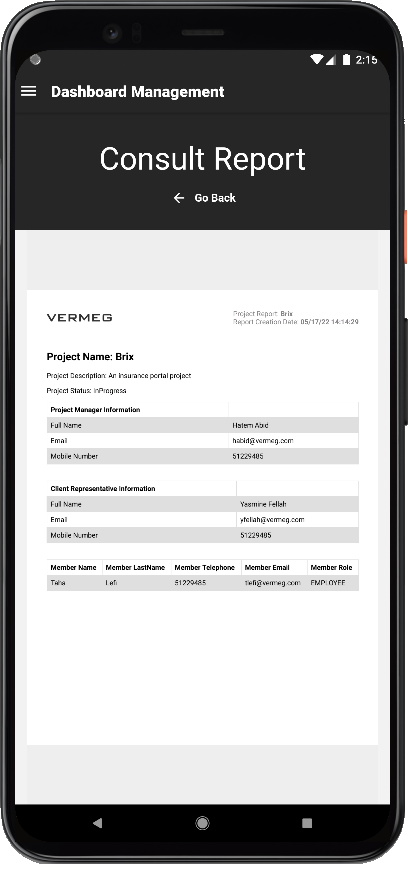 2:15
Dashboard Management
Consult Report
Go Back
VERMEG
Project Report: Brix
Report Creation Date: 05/17/22 14:14:29
Project Name: Brix
Project Description: An insurance portal project
Project Status: InProgress
Project Manager Information
Full Name Hatem Abid
Email habid@vermeg.com
Mobile Number 51229485
Client Representative Information
Full Name Yasmine Fellah
Email yfellah@vermeg.com
Mobile Number 51229485
Member Name Member LastName Member Telephone Member Email Member Role
Taha Lefi 51229485 tlefi@vermeg.com EMPLOYEE